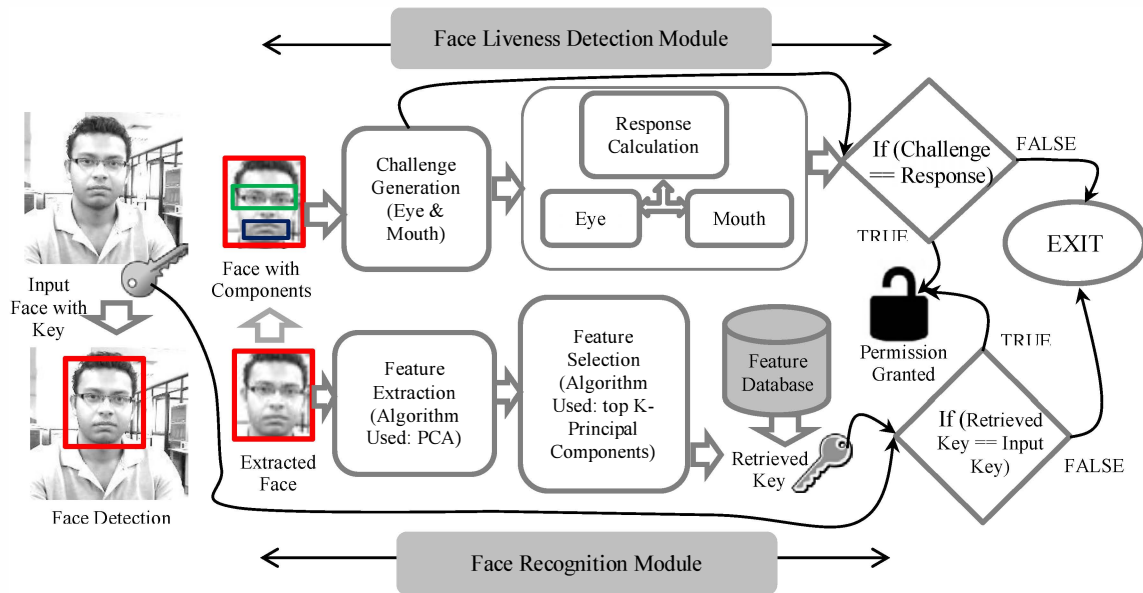 Face Liveness Detection Module
Input
Face with
Key
Face Detection
Face with
Components
Extracted
Face
Challenge
Generation
(Eye &
Mouth)
Response
Calculation
Eye
Mouth
If (Challenge
== Response)
FALSE
TRUE
EXIT
Permission
Granted
Feature
Extraction
(Algorithm
Used: PCA)
Feature
Selection
(Algorithm
Used: top K-
Principal
Components)
Feature
Database
Retrieved
Key
TRUE
If (Retrieved
Key == Input
Key)
FALSE
Face Recognition Module